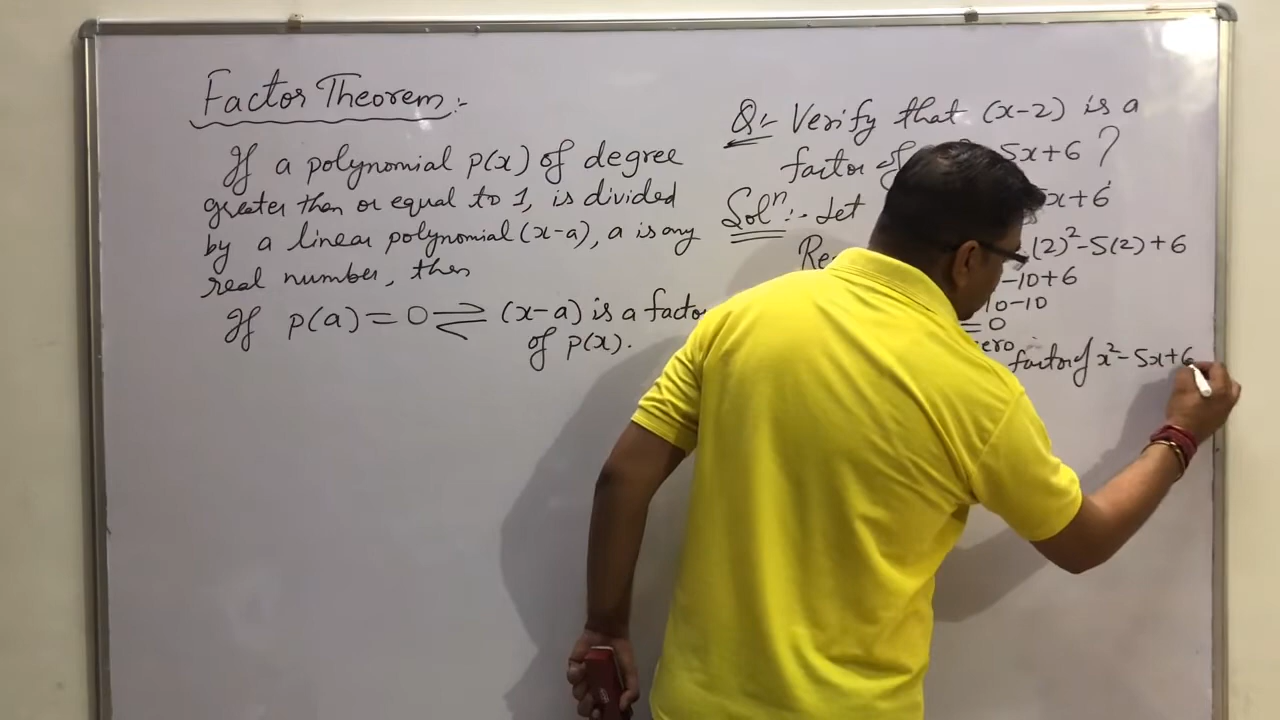 Factor Theorem :-
If a polynomial p(x) of degree
greater than or equal to 1, is divided
by a linear polynomial (x-a), a is any
real number, then
If p(a) = 0 ⇌ (x-a) is a factor
of p(x).
Q:- Verify that (x-2) is a
factor of 5x+6 ?
Solⁿ:- Let 5x+6
(2)²-5(2)+6
-10+6
10-10
= 0
zero
factor of x²-5x+6